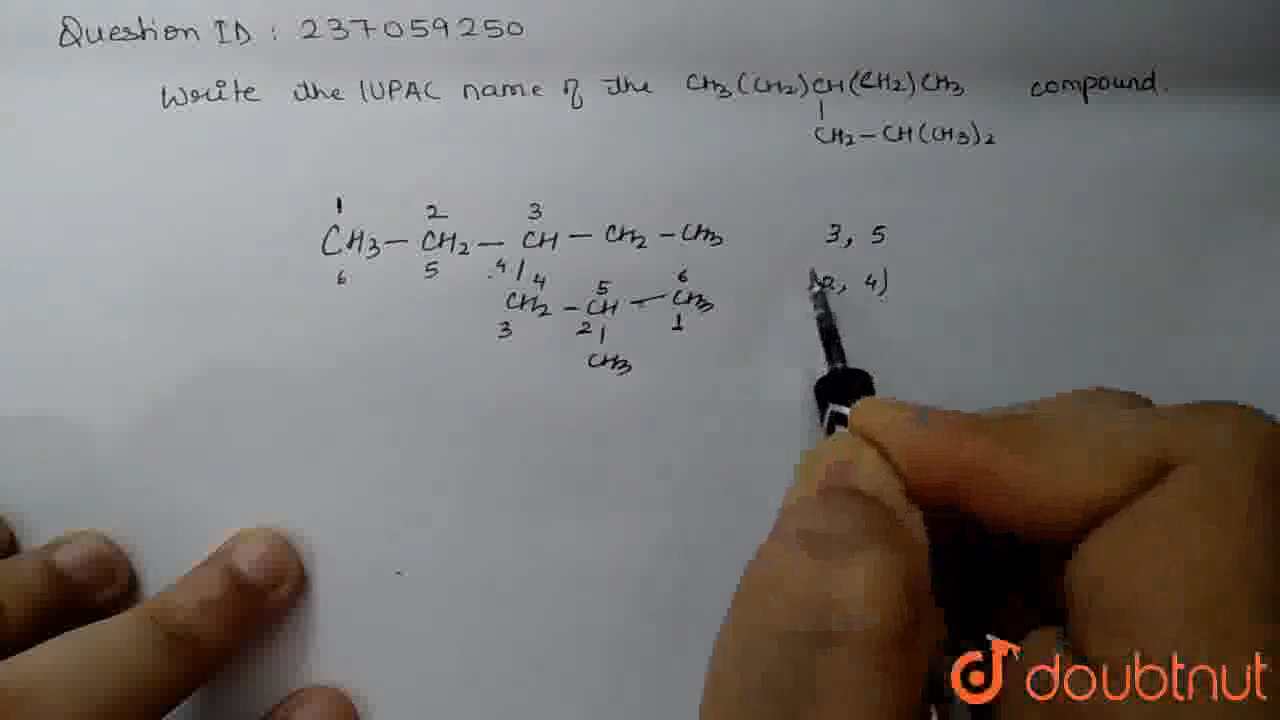 Question ID : 237059250
Write the IUPAC name of the CH3(CH2)CH(CH2)CH3 compound.
|
CH2-CH(CH3)2
1 2 3
CH3-CH2-CH-CH2-CH3 3, 5
6 5 4 / 4 5 6
CH2-CH-CH3 (2, 4)
3 2 | 1
CH3
doubtnut